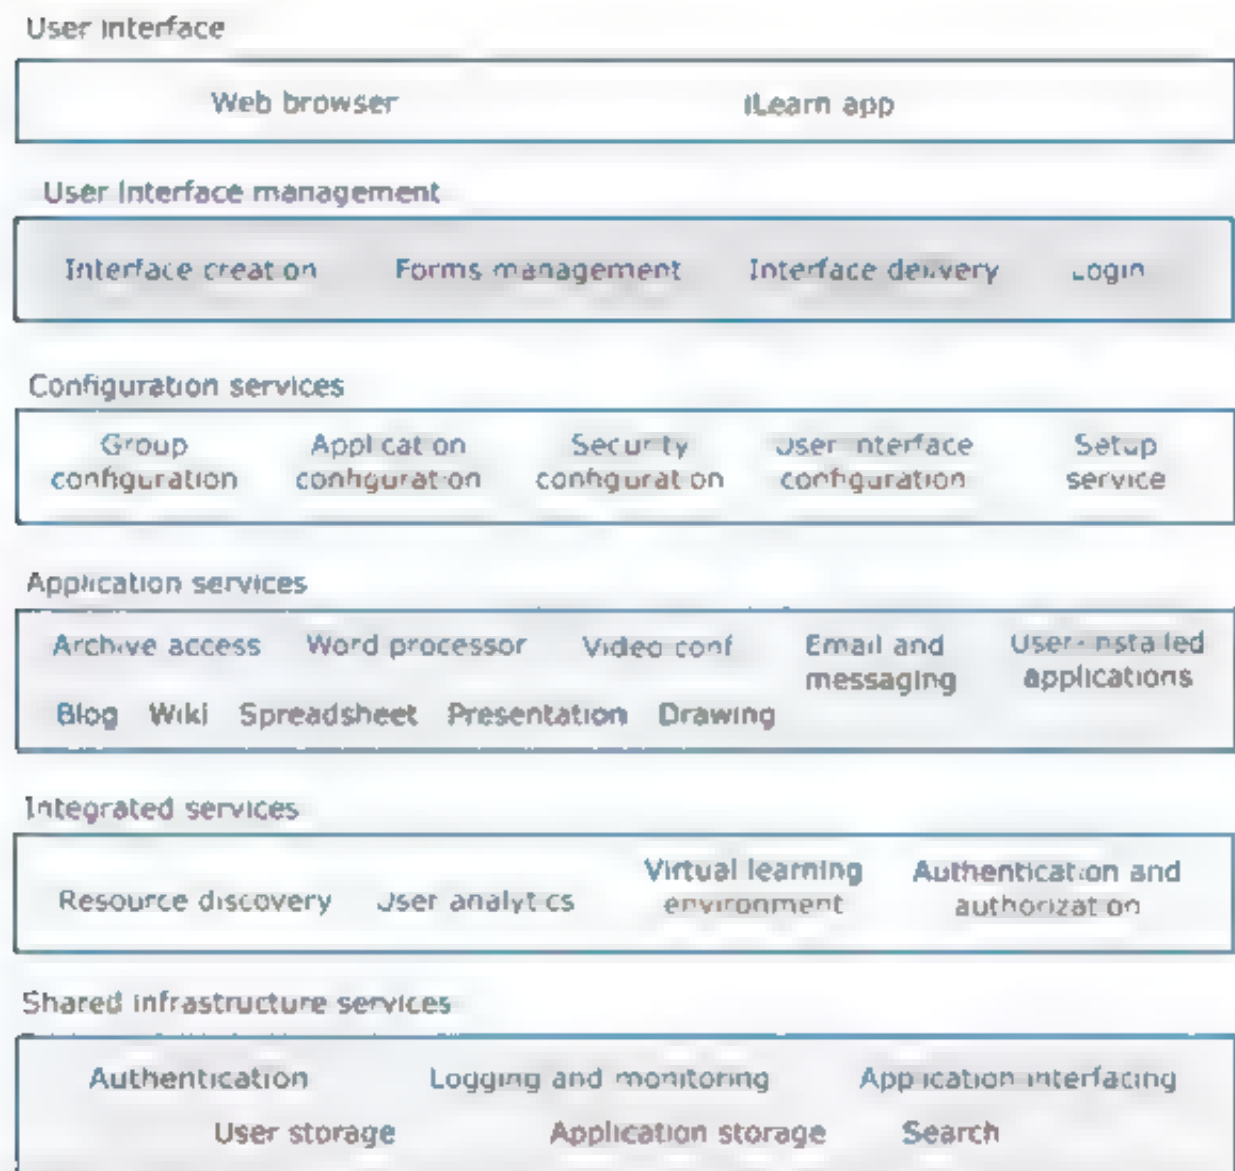 User interface
Web browser iLearn app
User interface management
Interface creation Forms management Interface delivery Login
Configuration services
Group configuration Application configuration Security configuration User interface configuration Setup service
Application services
Archive access Word processor Video conf Email and messaging User-installed applications
Blog Wiki Spreadsheet Presentation Drawing
Integrated services
Resource discovery User analytics Virtual learning environment Authentication and authorization
Shared infrastructure services
Authentication Logging and monitoring Application interfacing
User storage Application storage Search